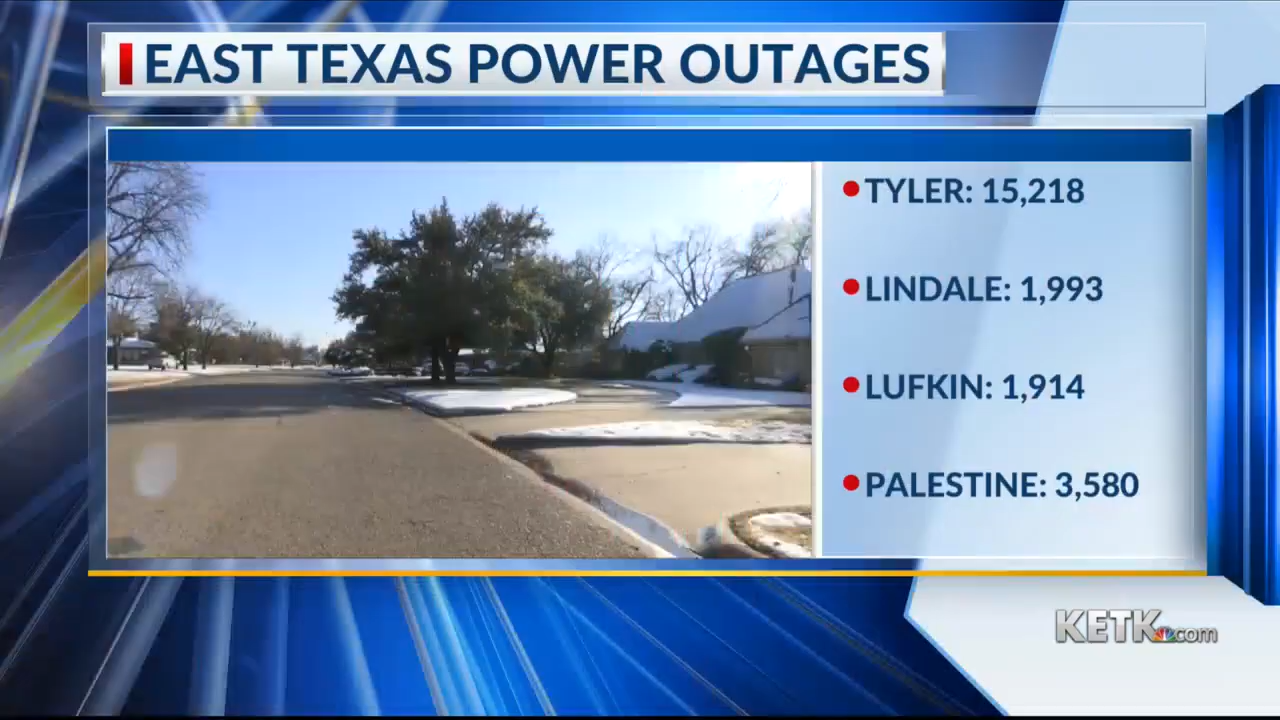 EAST TEXAS POWER OUTAGES
TYLER: 15,218
LINDALE: 1,993
LUFKIN: 1,914
PALESTINE: 3,580
KETK.com